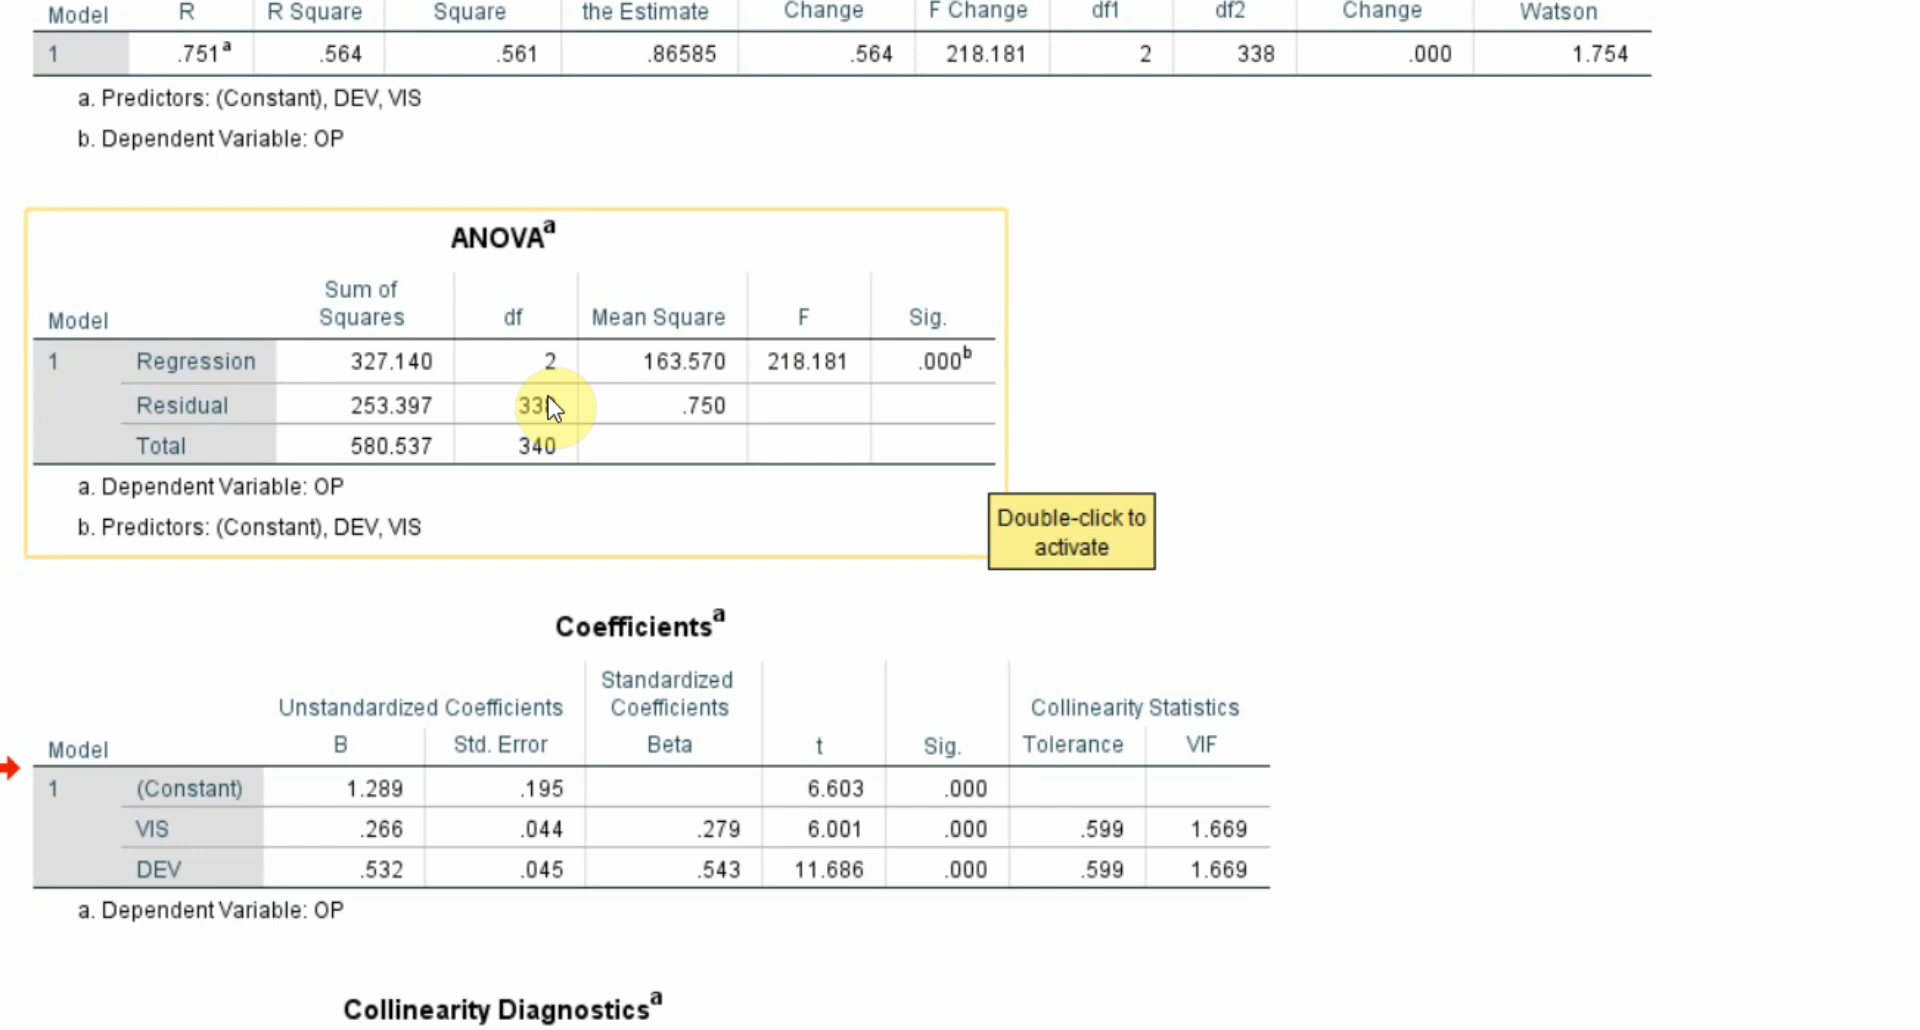 Model R R Square Square the Estimate Change F Change df1 df2 Change Watson
1 .751a .564 .561 .86585 .564 218.181 2 338 .000 1.754
a. Predictors: (Constant), DEV, VIS
b. Dependent Variable: OP
ANOVAa
Sum of
Model Squares df Mean Square F Sig.
1 Regression 327.140 2 163.570 218.181 .000b
Residual 253.397 .750
Total 580.537 340
a. Dependent Variable: OP
b. Predictors: (Constant), DEV, VIS
Double-click to
activate
Coefficientsa
Standardized
Unstandardized Coefficients Coefficients Collinearity Statistics
Model B Std. Error Beta t Sig. Tolerance VIF
1 (Constant) 1.289 .195 6.603 .000
VIS .266 .044 .279 6.001 .000 .599 1.669
DEV .532 .045 .543 11.686 .000 .599 1.669
a. Dependent Variable: OP
Collinearity Diagnosticsa